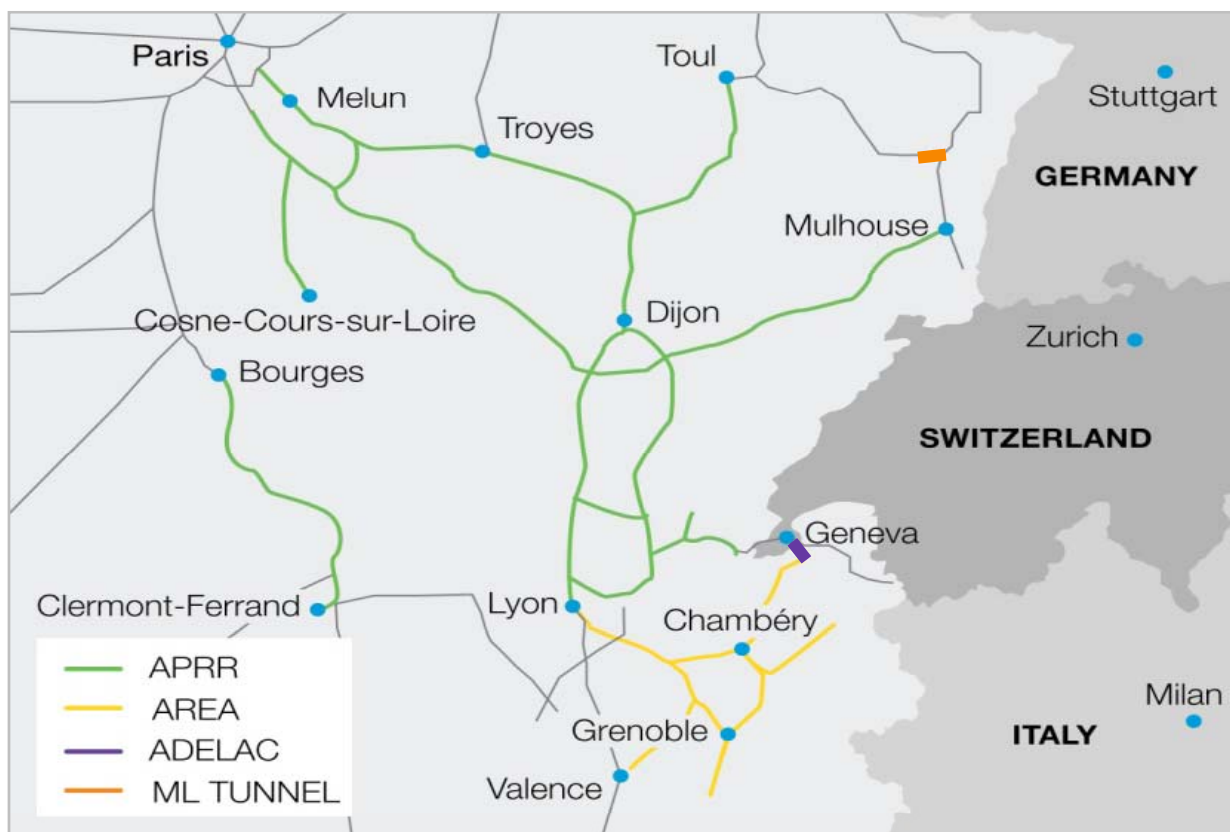 Paris
Melun
Toul
Troyes
Stuttgart
GERMANY
Mulhouse
Cosne-Cours-sur-Loire
Dijon
Zurich
Bourges
SWITZERLAND
Geneva
Clermont-Ferrand
Lyon
Chambéry
Milan
Grenoble
ITALY
Valence
APRR
AREA
ADELAC
ML TUNNEL